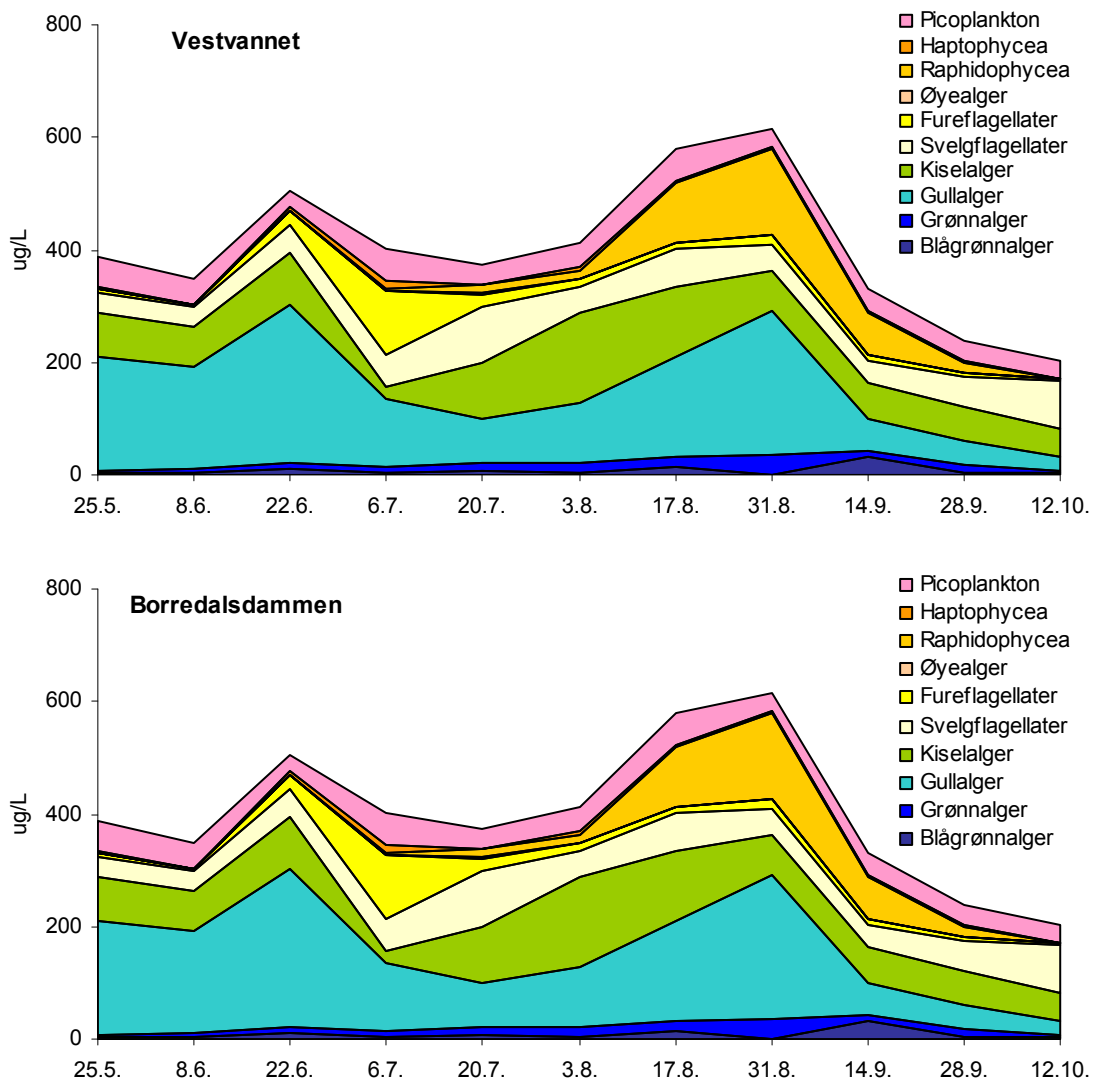 Vestvannet
800
600
400
200
0
ug/L
25.5. 8.6. 22.6. 6.7. 20.7. 3.8. 17.8. 31.8. 14.9. 28.9. 12.10.
Picoplankton
Haptophycea
Raphidophycea
Øyealger
Fureflagellater
Svelgflagellater
Kiselalger
Gullalger
Grønnalger
Blågrønnalger
Borredalsdammen
800
600
400
200
0
ug/L
25.5. 8.6. 22.6. 6.7. 20.7. 3.8. 17.8. 31.8. 14.9. 28.9. 12.10.
Picoplankton
Haptophycea
Raphidophycea
Øyealger
Fureflagellater
Svelgflagellater
Kiselalger
Gullalger
Grønnalger
Blågrønnalger